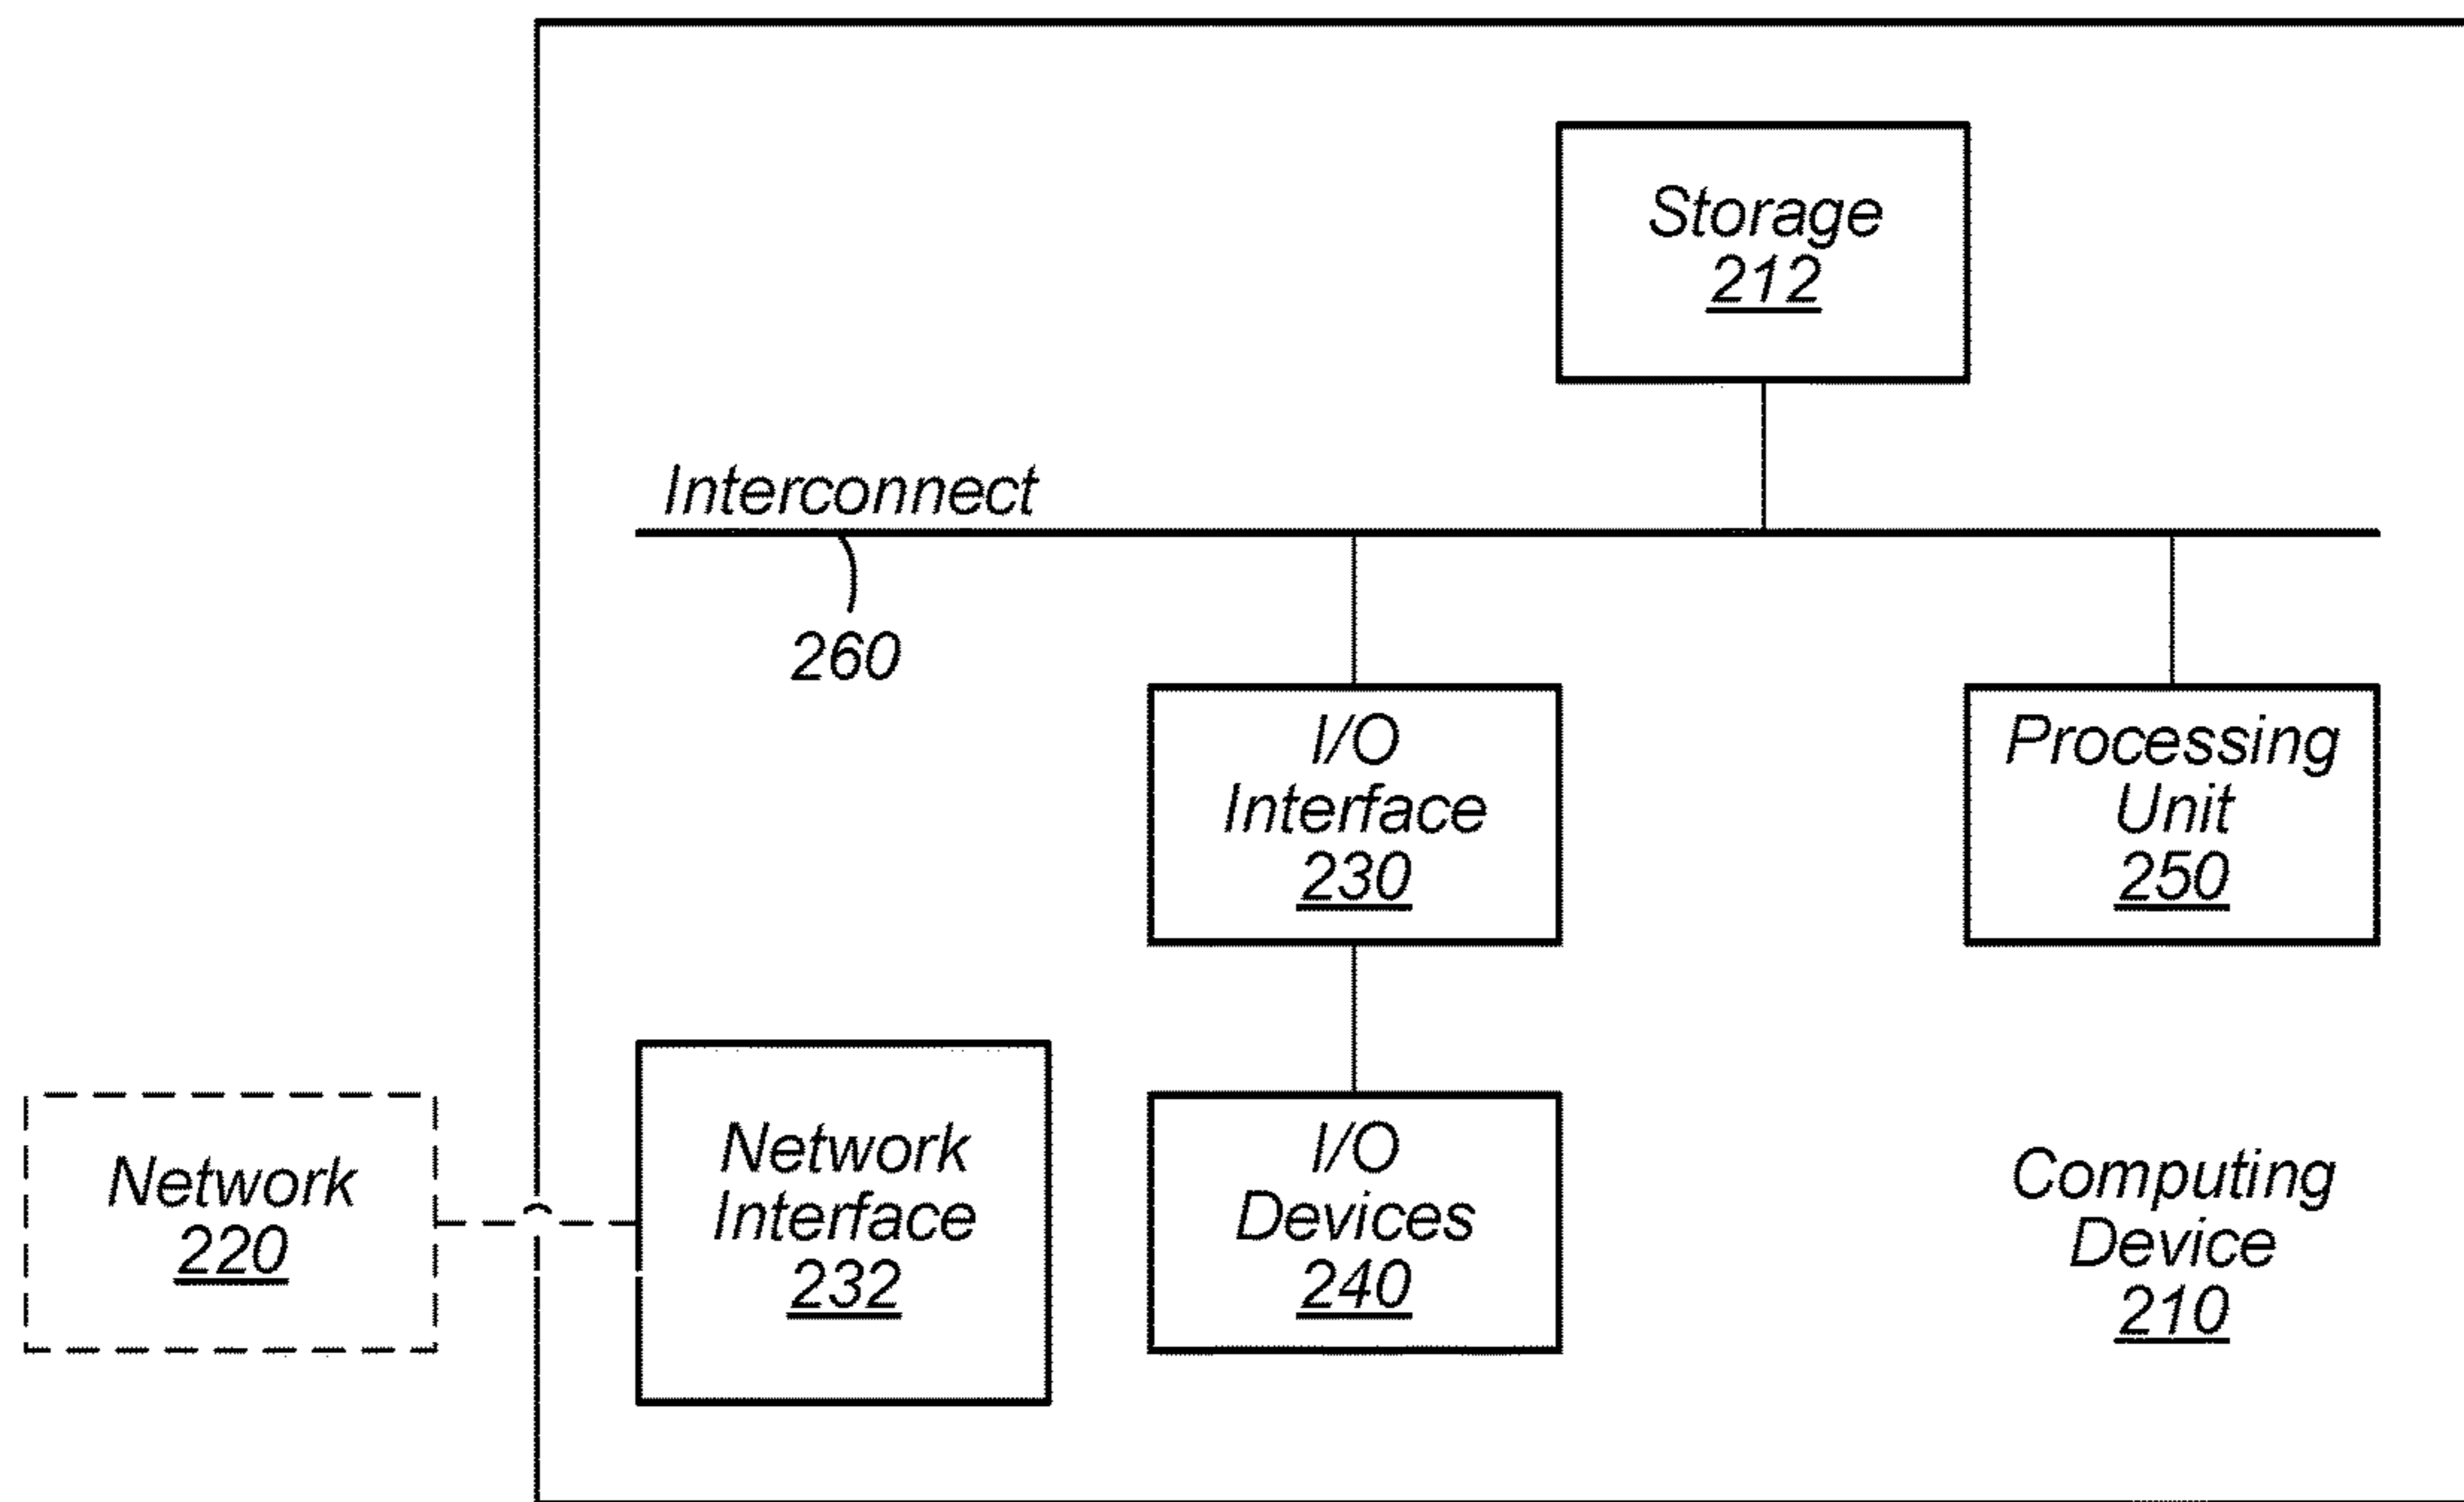 Storage
212
Interconnect
260
I/O
Interface
230
Processing
Unit
250
Network
220
Network
Interface
232
I/O
Devices
240
Computing
Device
210